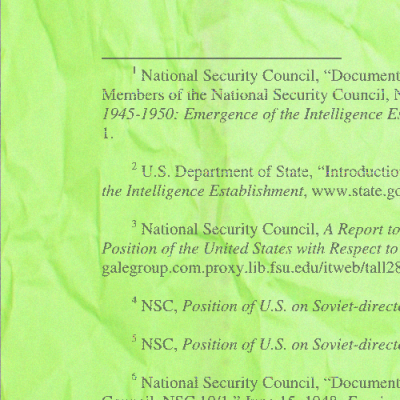 1 National Security Council, “Document
Members of the National Security Council, N
1945-1950: Emergence of the Intelligence Es
1.
2 U.S. Department of State, “Introductio
the Intelligence Establishment, www.state.go
3 National Security Council, A Report to
Position of the United States with Respect to
galegroup.com.proxy.lib.fsu.edu/itweb/tall28
4 NSC, Position of U.S. on Soviet-directe
5 NSC, Position of U.S. on Soviet-directe
6 National Security Council, “Document
Council, NSC 10/1,” June 15, 1948,